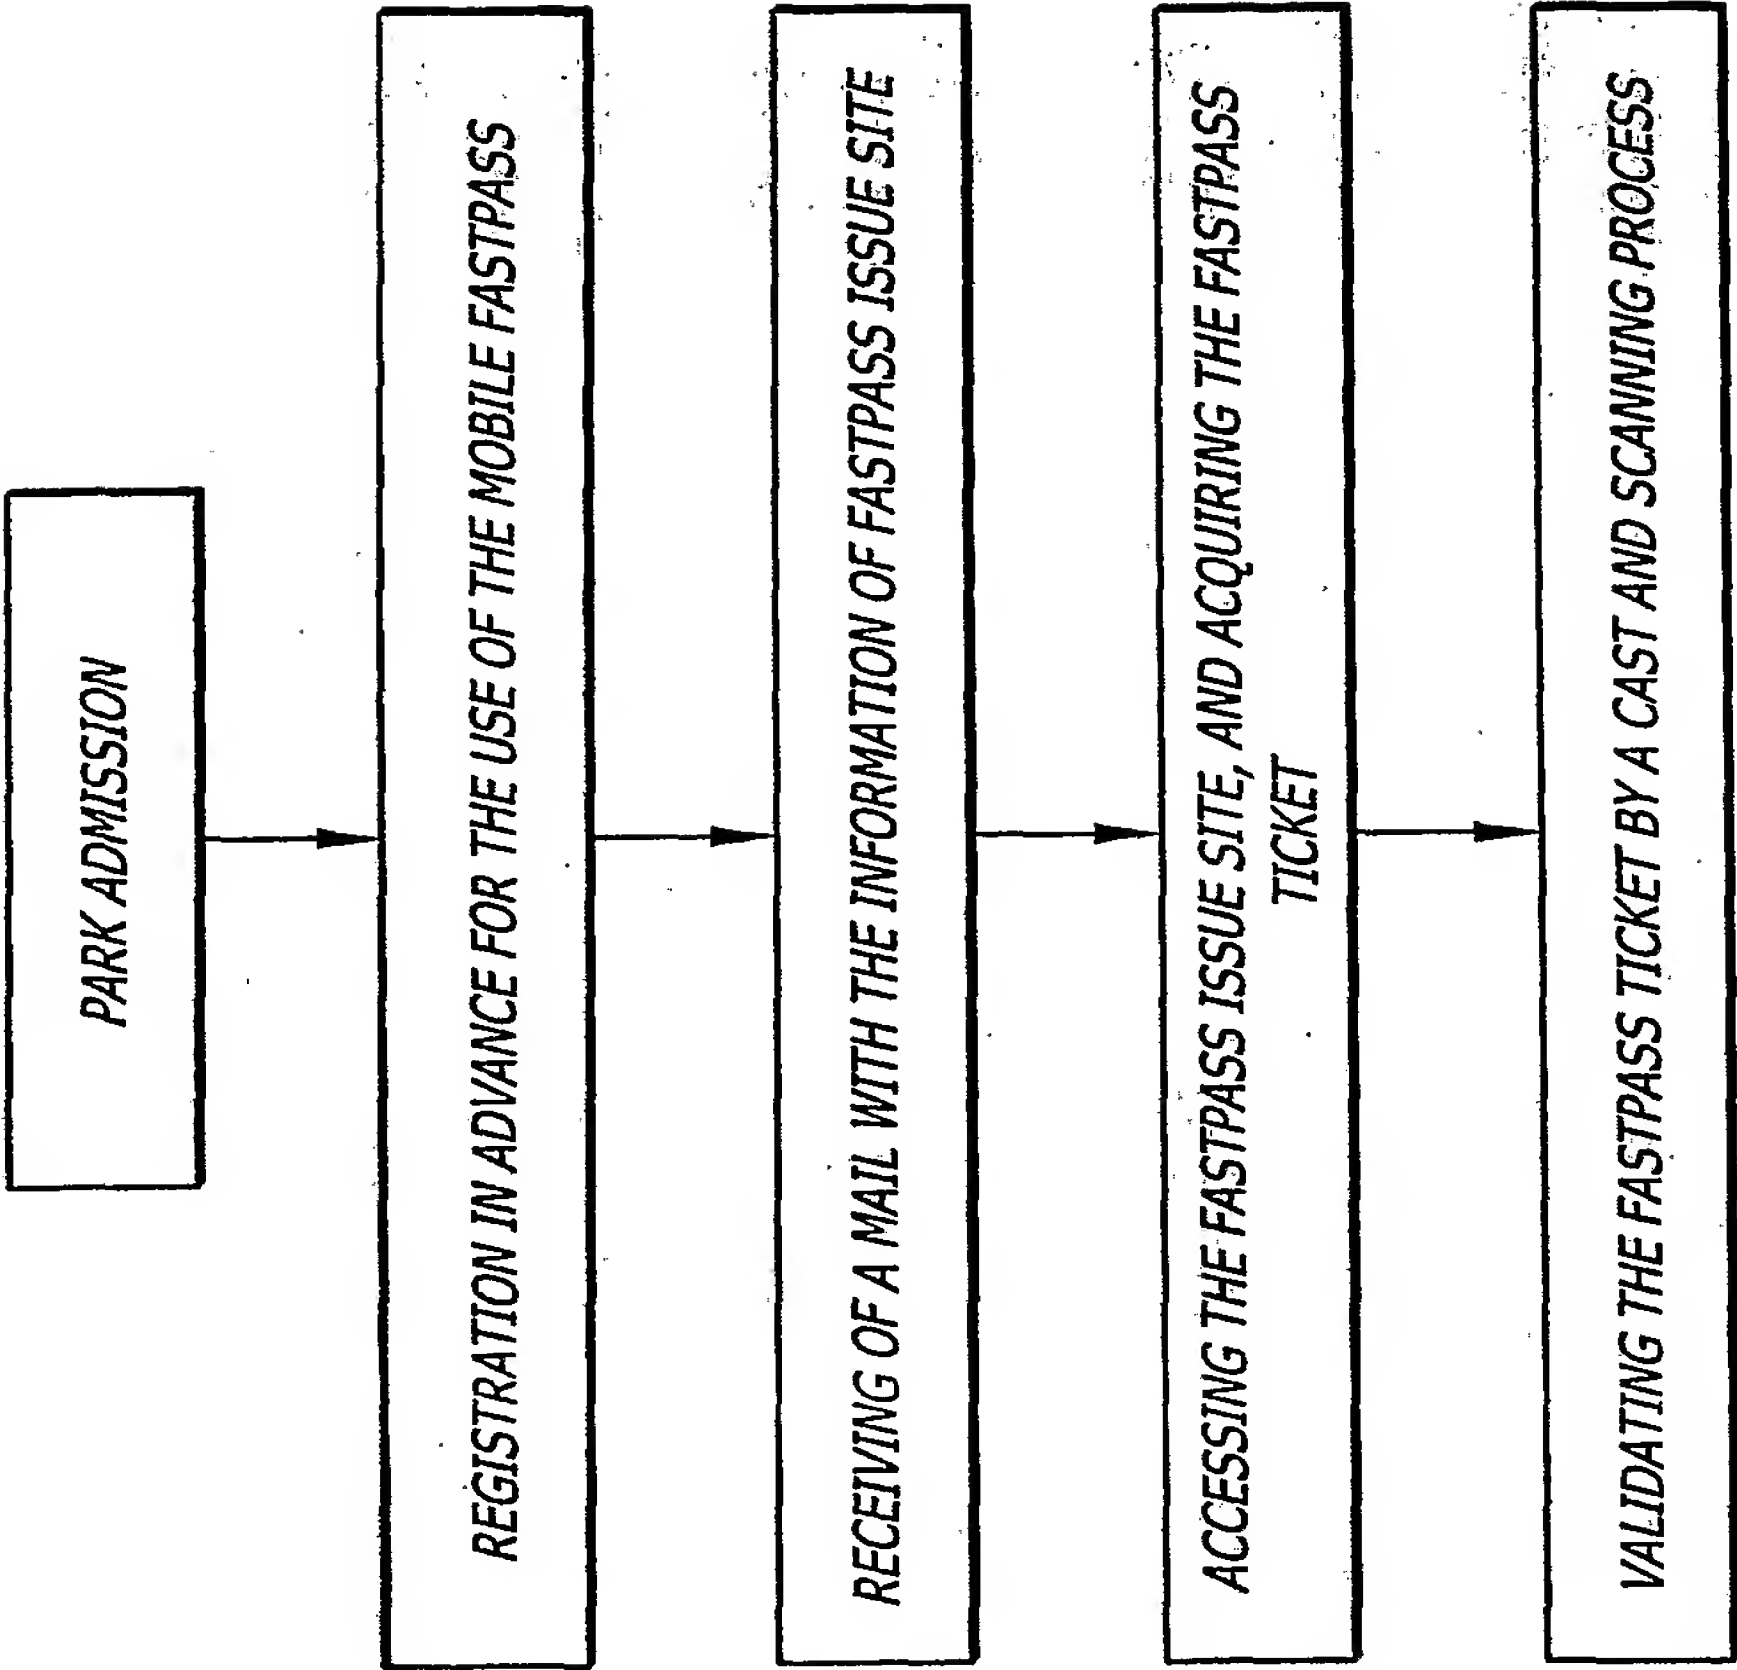 PARK ADMISSION
REGISTRATION IN ADVANCE FOR THE USE OF THE MOBILE FASTPASS
RECEIVING OF A MAIL WITH THE INFORMATION OF FASTPASS ISSUE SITE
ACCESSING THE FASTPASS ISSUE SITE, AND ACQUIRING THE FASTPASS
TICKET
VALIDATING THE FASTPASS TICKET BY A CAST AND SCANNING PROCESS